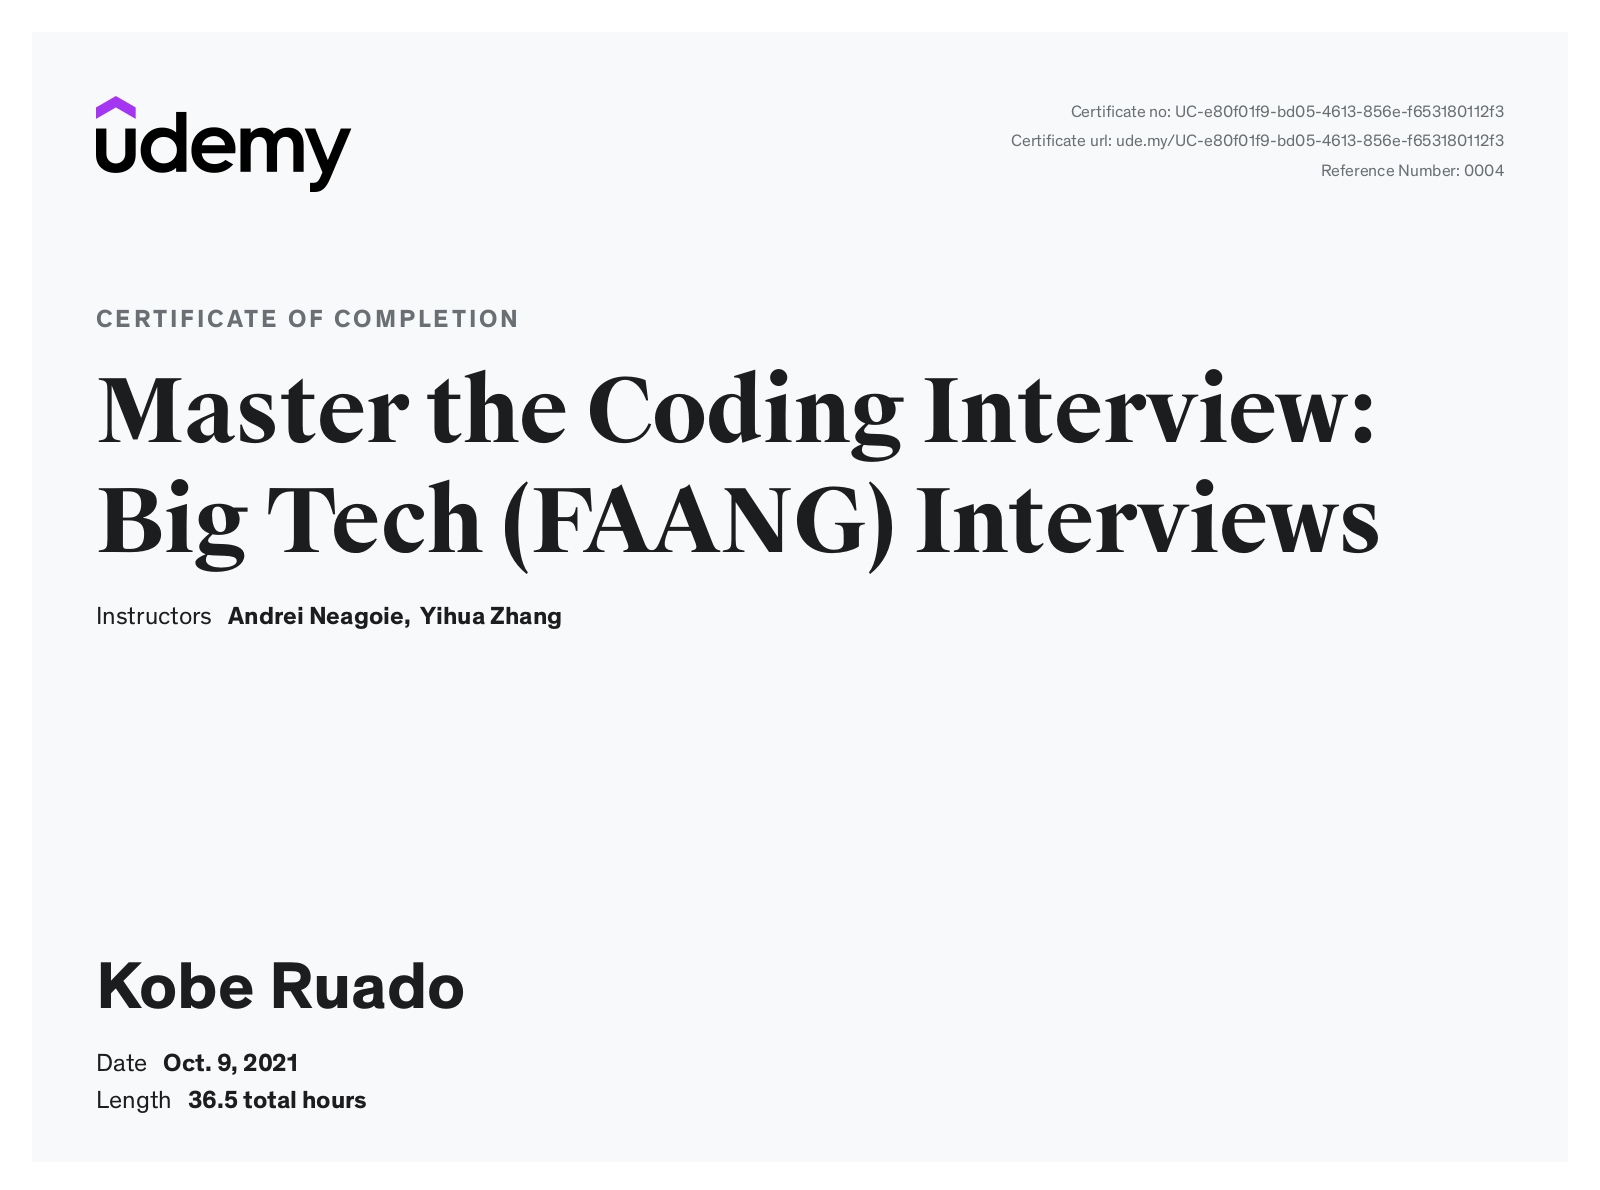 udemy
Certificate no: UC-e80f01f9-bd05-4613-856e-f653180112f3
Certificate url: ude.my/UC-e80f01f9-bd05-4613-856e-f653180112f3
Reference Number: 0004
CERTIFICATE OF COMPLETION
Master the Coding Interview:
Big Tech (FAANG) Interviews
Instructors Andrei Neagoie, Yihua Zhang
Kobe Ruado
Date Oct. 9, 2021
Length 36.5 total hours